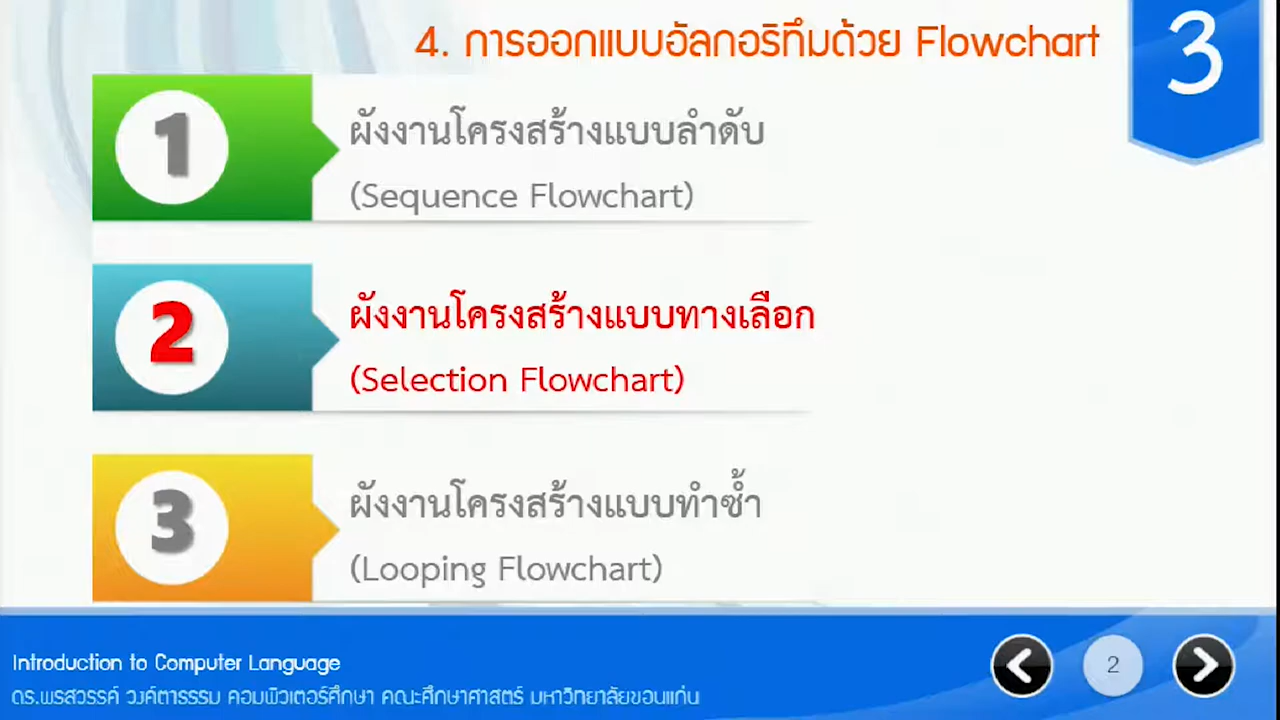 4. การออกแบบอัลกอริทึมด้วย Flowchart
3
1
ผังงานโครงสร้างแบบลำดับ
(Sequence Flowchart)
2
ผังงานโครงสร้างแบบทางเลือก
(Selection Flowchart)
3
ผังงานโครงสร้างแบบทำซ้ำ
(Looping Flowchart)
Introduction to Computer Language
2
ดร.พรสวรรค์ วงค์ตาธรรม คอมพิวเตอร์ศึกษา คณะศึกษาศาสตร์ มหาวิทยาลัยขอนแก่น